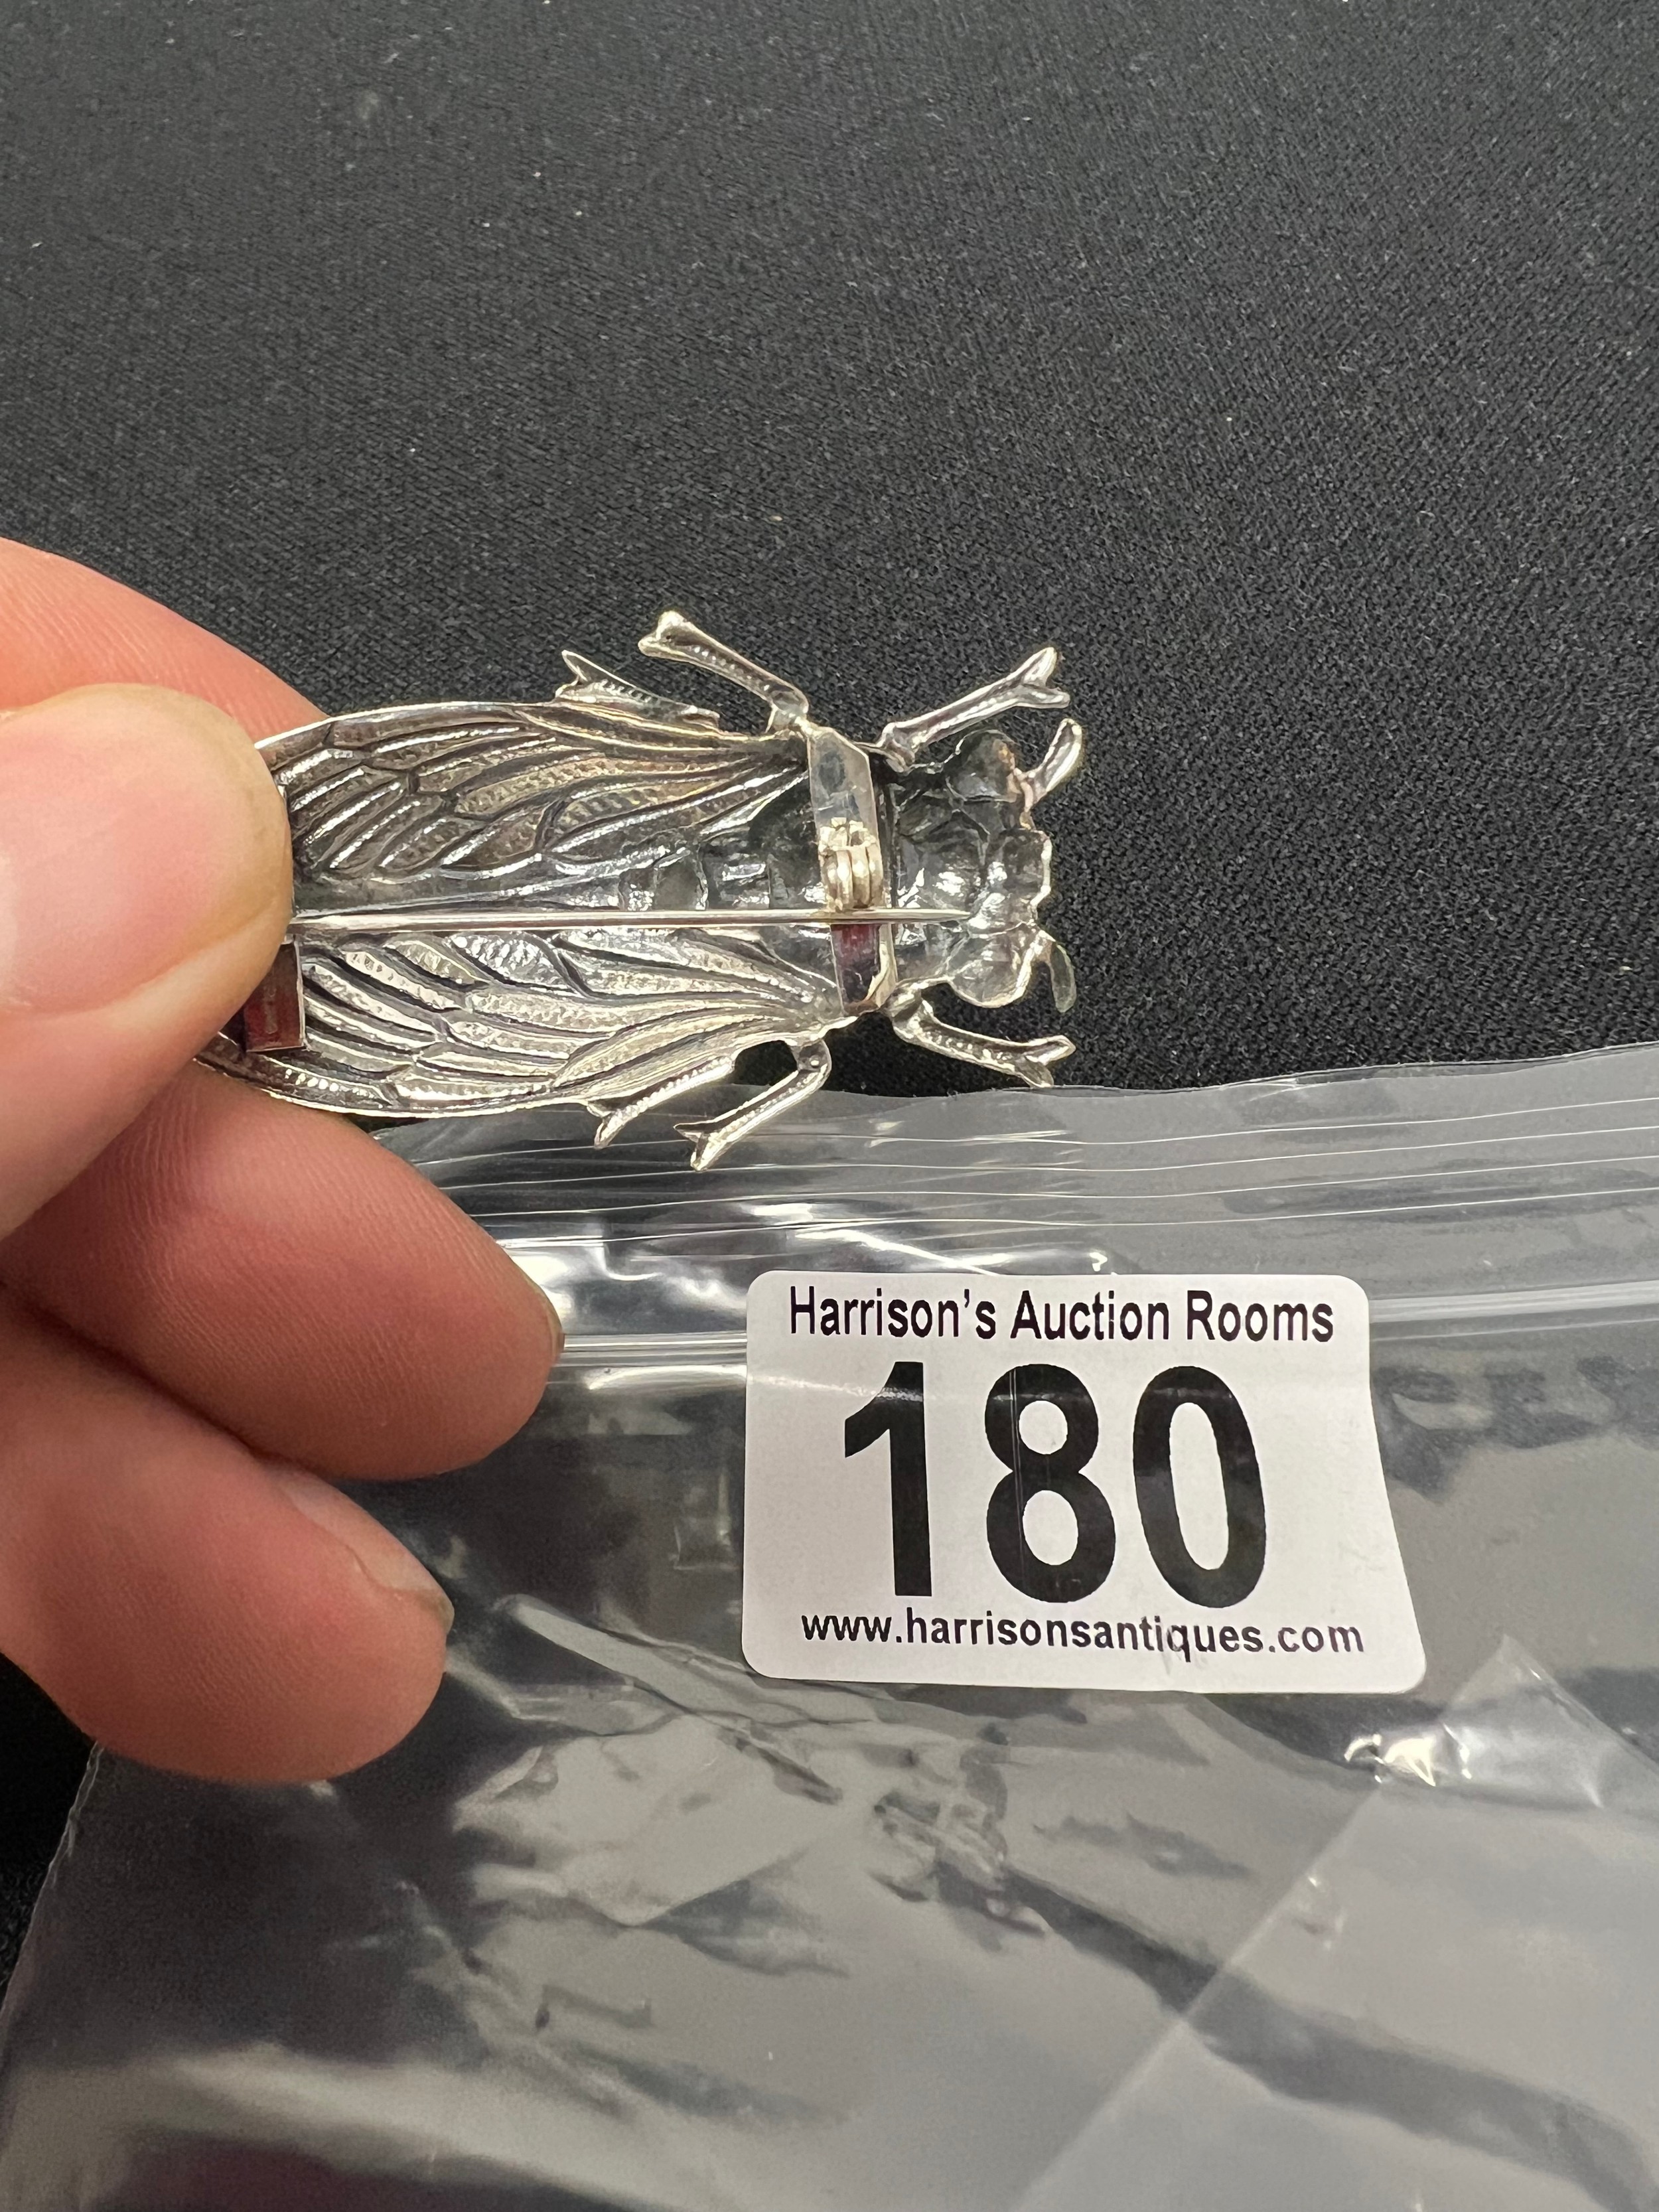 Harrison's Auction Rooms
180
www.harrisonsantiques.com